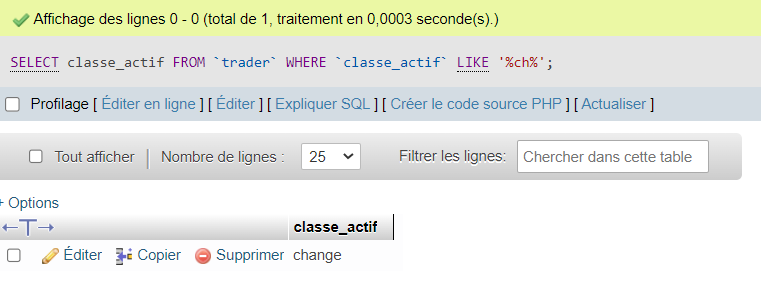 Affichage des lignes 0 - 0 (total de 1, traitement en 0,0003 seconde(s).)
SELECT classe_actif FROM `trader` WHERE `classe_actif` LIKE '%ch%';
Profilage [ Éditer en ligne ] [ Éditer ] [ Expliquer SQL ] [ Créer le code source PHP ] [ Actualiser ]
Tout afficher | Nombre de lignes : 25 Filtrer les lignes: Chercher dans cette table
+ Options
←T→ classe_actif
Éditer Copier Supprimer change